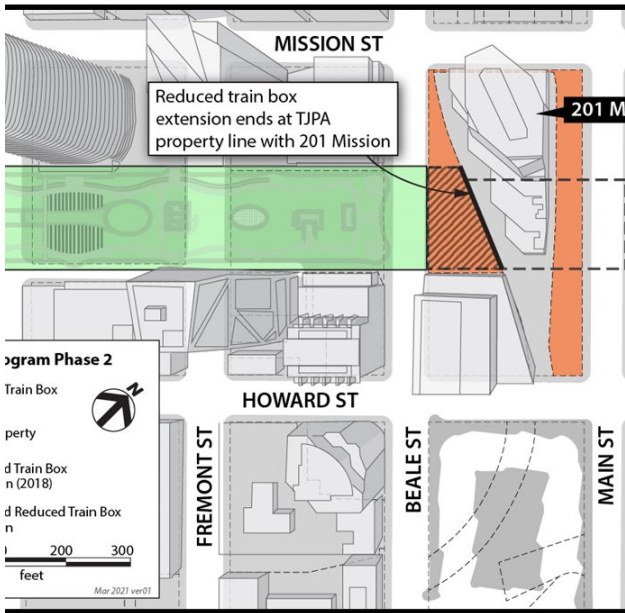 MISSION ST
Reduced train box
extension ends at TJPA
property line with 201 Mission
201 M
ogram Phase 2
N
Train Box
perty
d Train Box
n (2018)
d Reduced Train Box
n
0 200 300
feet
Mar 2021 ver01
HOWARD ST
FREMONT ST
BEALE ST
MAIN ST